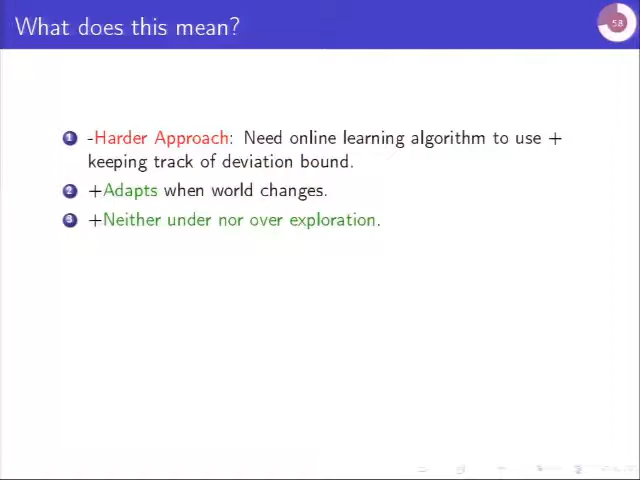 What does this mean?
58
1 -Harder Approach: Need online learning algorithm to use +
keeping track of deviation bound.
2 +Adapts when world changes.
3 +Neither under nor over exploration.